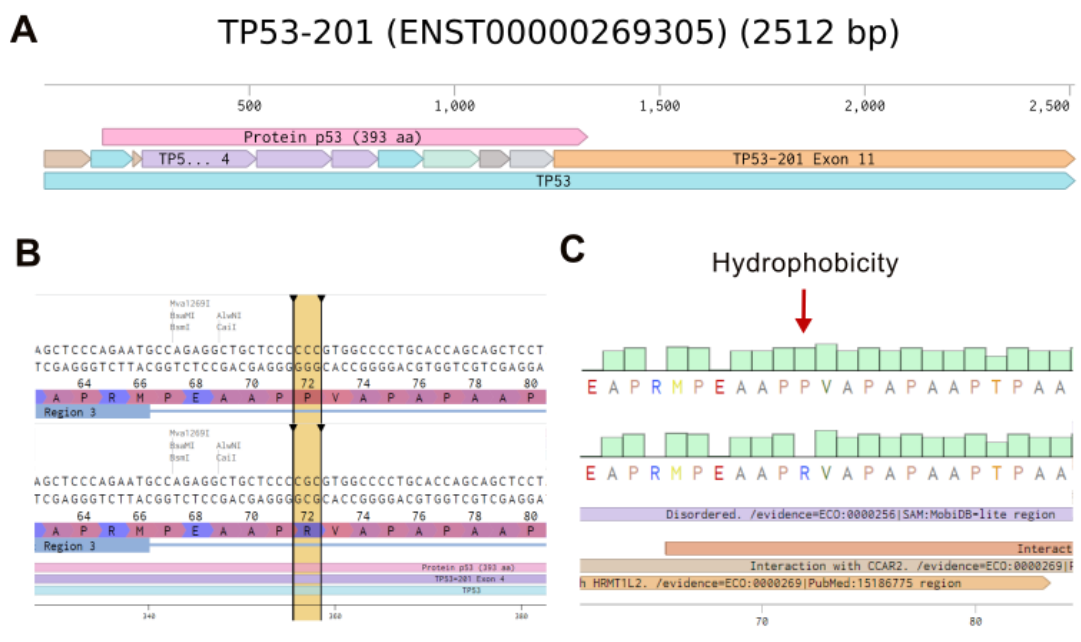 A
TP53-201 (ENST00000269305) (2512 bp)
500 1,000 1,500 2,000 2,500
Protein p53 (393 aa)
TP5... 4 TP53-201 Exon 11
TP53
B
Mva1269I
BsaMI AlwNI
BsmI CaiI
AGCTCCCAGAATGCCAGAGGCTGCTCCCCCCGTGGCCCCTGCACCAGCAGCTCCT
TCGAGGGTCTTACGGTCTCCGACGAGGGGGGCACCGGGGACGTGGTCGTCGAGGA
64 66 68 70 72 74 76 78 80
A P R M P E A A P P V A P A P A A P
Region 3
Mva1269I
BsaMI AlwNI
BsmI CaiI
AGCTCCCAGAATGCCAGAGGCTGCTCCCCGCGTGGCCCCTGCACCAGCAGCTCCT
TCGAGGGTCTTACGGTCTCCGACGAGGGGCGCACCGGGGACGTGGTCGTCGAGGA
64 66 68 70 72 74 76 78 80
A P R M P E A A P R V A P A P A A P
Region 3
Protein p53 (393 aa)
TP53-201 Exon 4
TP53
340 360 380
C
Hydrophobicity
E A P R M P E A A P P V A P A P A A P T P A A
E A P R M P E A A P R V A P A P A A P T P A A
Disordered. /evidence=ECO:0000256|SAM:MobiDB-lite region
Interact
Interaction with CCAR2. /evidence=ECO:0000269|F
h HRMT1L2. /evidence=ECO:0000269|PubMed:15186775 region
70 80